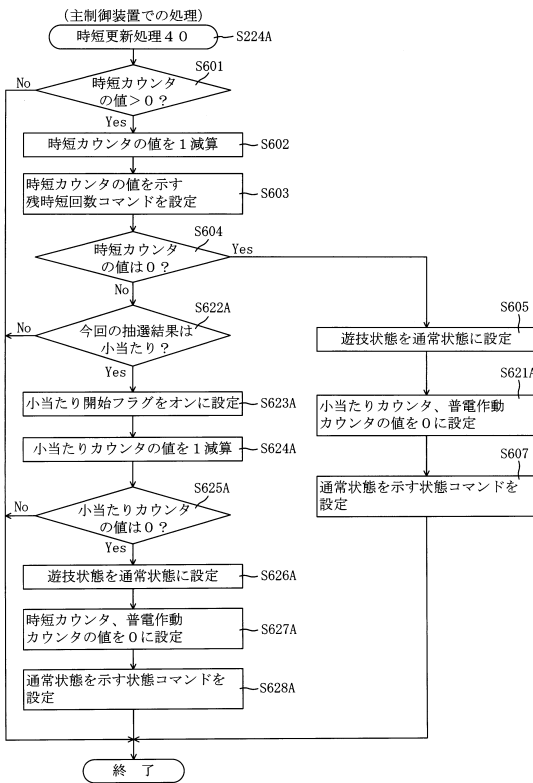 (主制御装置での処理)
時短更新処理40
S224A
S601
時短カウンタ
の値>0?
No
Yes
時短カウンタの値を1減算
S602
時短カウンタの値を示す
残時短回数コマンドを設定
S603
S604
時短カウンタ
の値は0?
Yes
No
S622A
今回の抽選結果は
小当たり?
No
Yes
小当たり開始フラグをオンに設定
S623A
小当たりカウンタの値を1減算
S624A
S625A
小当たりカウンタ
の値は0?
No
Yes
遊技状態を通常状態に設定
S626A
時短カウンタ、普電作動
カウンタの値を0に設定
S627A
通常状態を示す状態コマンドを
設定
S628A
S605
遊技状態を通常状態に設定
S621A
小当たりカウンタ、普電作動
カウンタの値を0に設定
S607
通常状態を示す状態コマンドを
設定
終 了